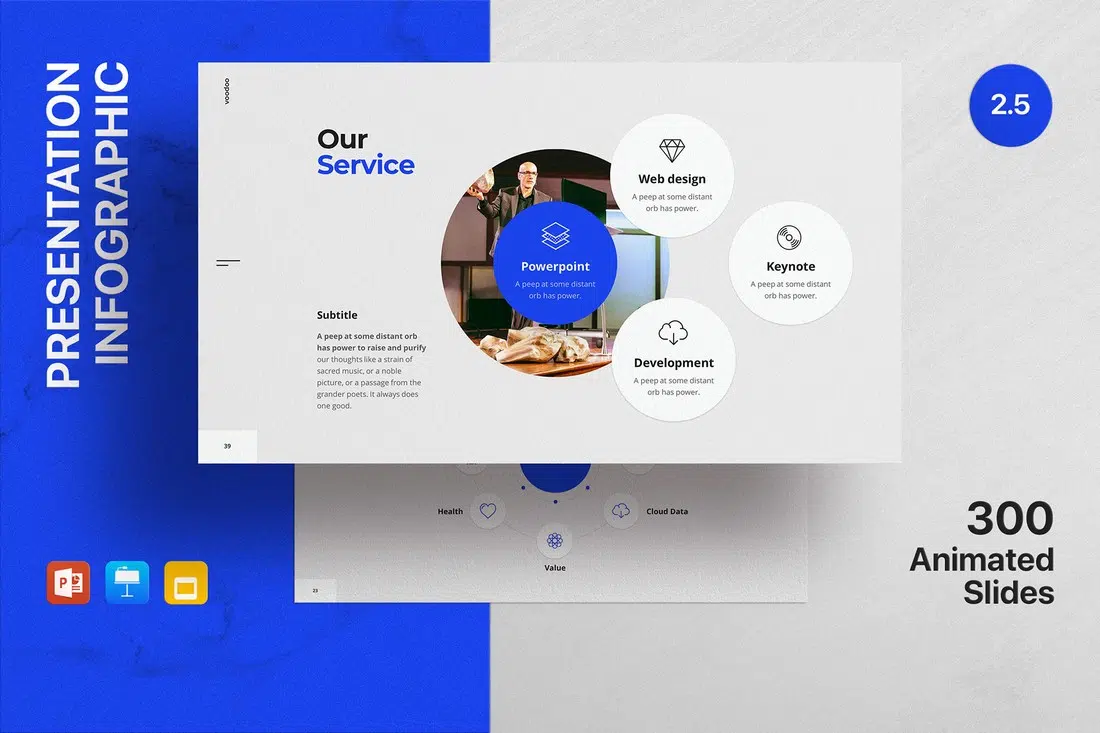 PRESENTATION
INFOGRAPHIC
voodoo
Our
Service
Subtitle
A peep at some distant orb
has power to raise and purify
our thoughts like a strain of
sacred music, or a noble
picture, or a passage from the
grander poets. It always does
one good.
39
Powerpoint
A peep at some distant
orb has power.
Web design
A peep at some distant
orb has power.
Keynote
A peep at some distant
orb has power.
Development
A peep at some distant
orb has power.
2.5
Health
Cloud Data
Value
23
P
300
Animated
Slides